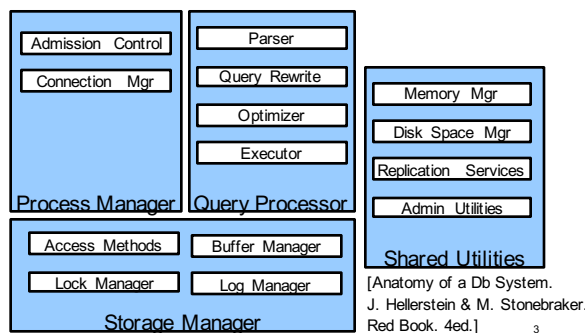 Admission Control
Connection Mgr
Process Manager
Parser
Query Rewrite
Optimizer
Executor
Query Processor
Memory Mgr
Disk Space Mgr
Replication Services
Admin Utilities
Shared Utilities
Access Methods
Buffer Manager
Lock Manager
Log Manager
Storage Manager
[Anatomy of a Db System.
J. Hellerstein & M. Stonebraker.
Red Book. 4ed.]
3